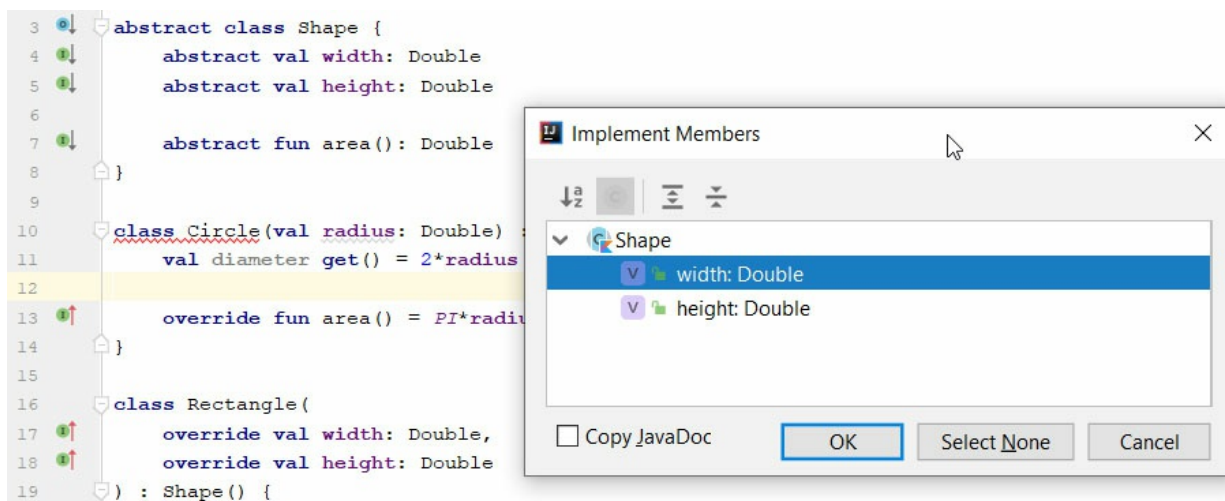 3 abstract class Shape {
4 abstract val width: Double
5 abstract val height: Double
6
7 abstract fun area(): Double
8 }
9
10 class Circle(val radius: Double) :
11 val diameter get() = 2*radius
12
13 override fun area() = PI*radiu
14 }
15
16 class Rectangle(
17 override val width: Double,
18 override val height: Double
19 ) : Shape() {
Implement Members
Shape
V width: Double
V height: Double
Copy JavaDoc
OK
Select None
Cancel